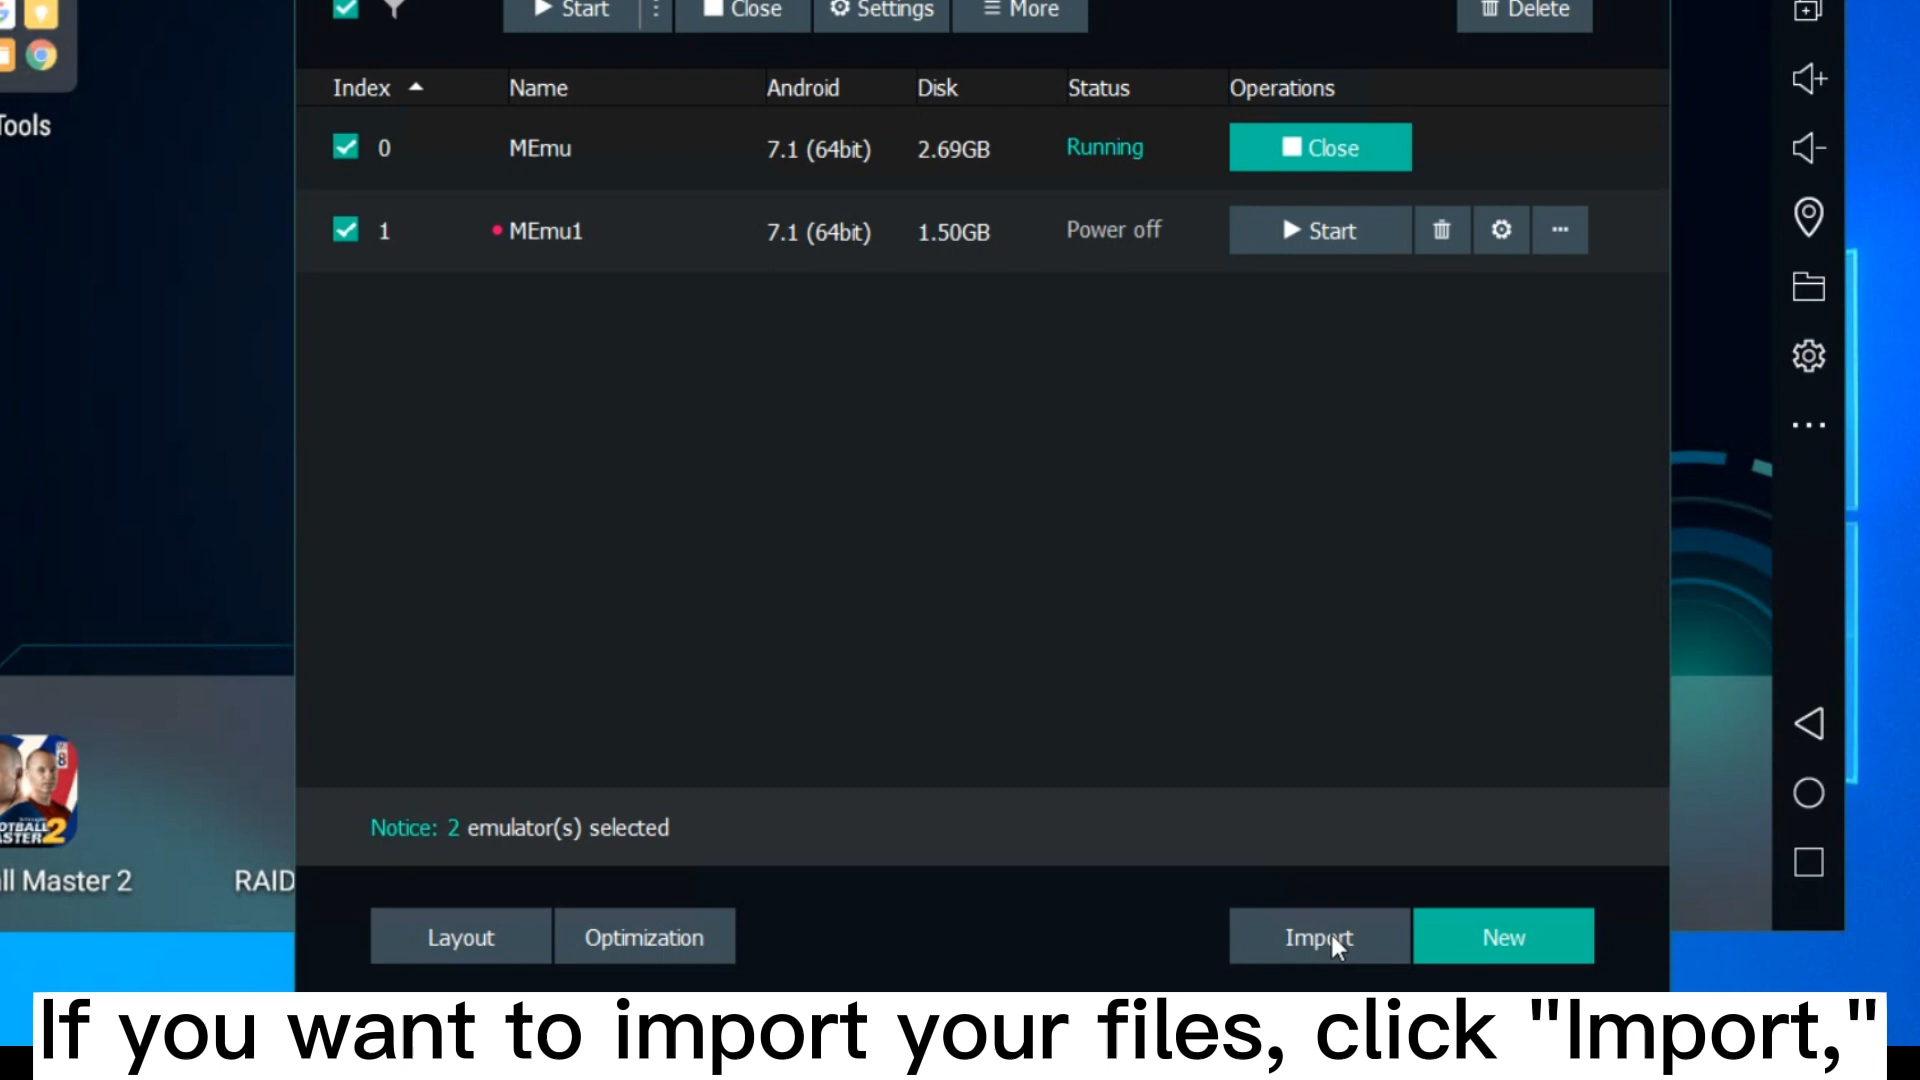 Start
Close
Settings
More
Delete
Index
Name
Android
Disk
Status
Operations
Tools
0
MEmu
7.1 (64bit)
2.69GB
Running
Close
1
MEmu1
7.1 (64bit)
1.50GB
Power off
Start
Notice: 2 emulator(s) selected
ll Master 2
RAID
Layout
Optimization
Import
New
If you want to import your files, click "Import,"